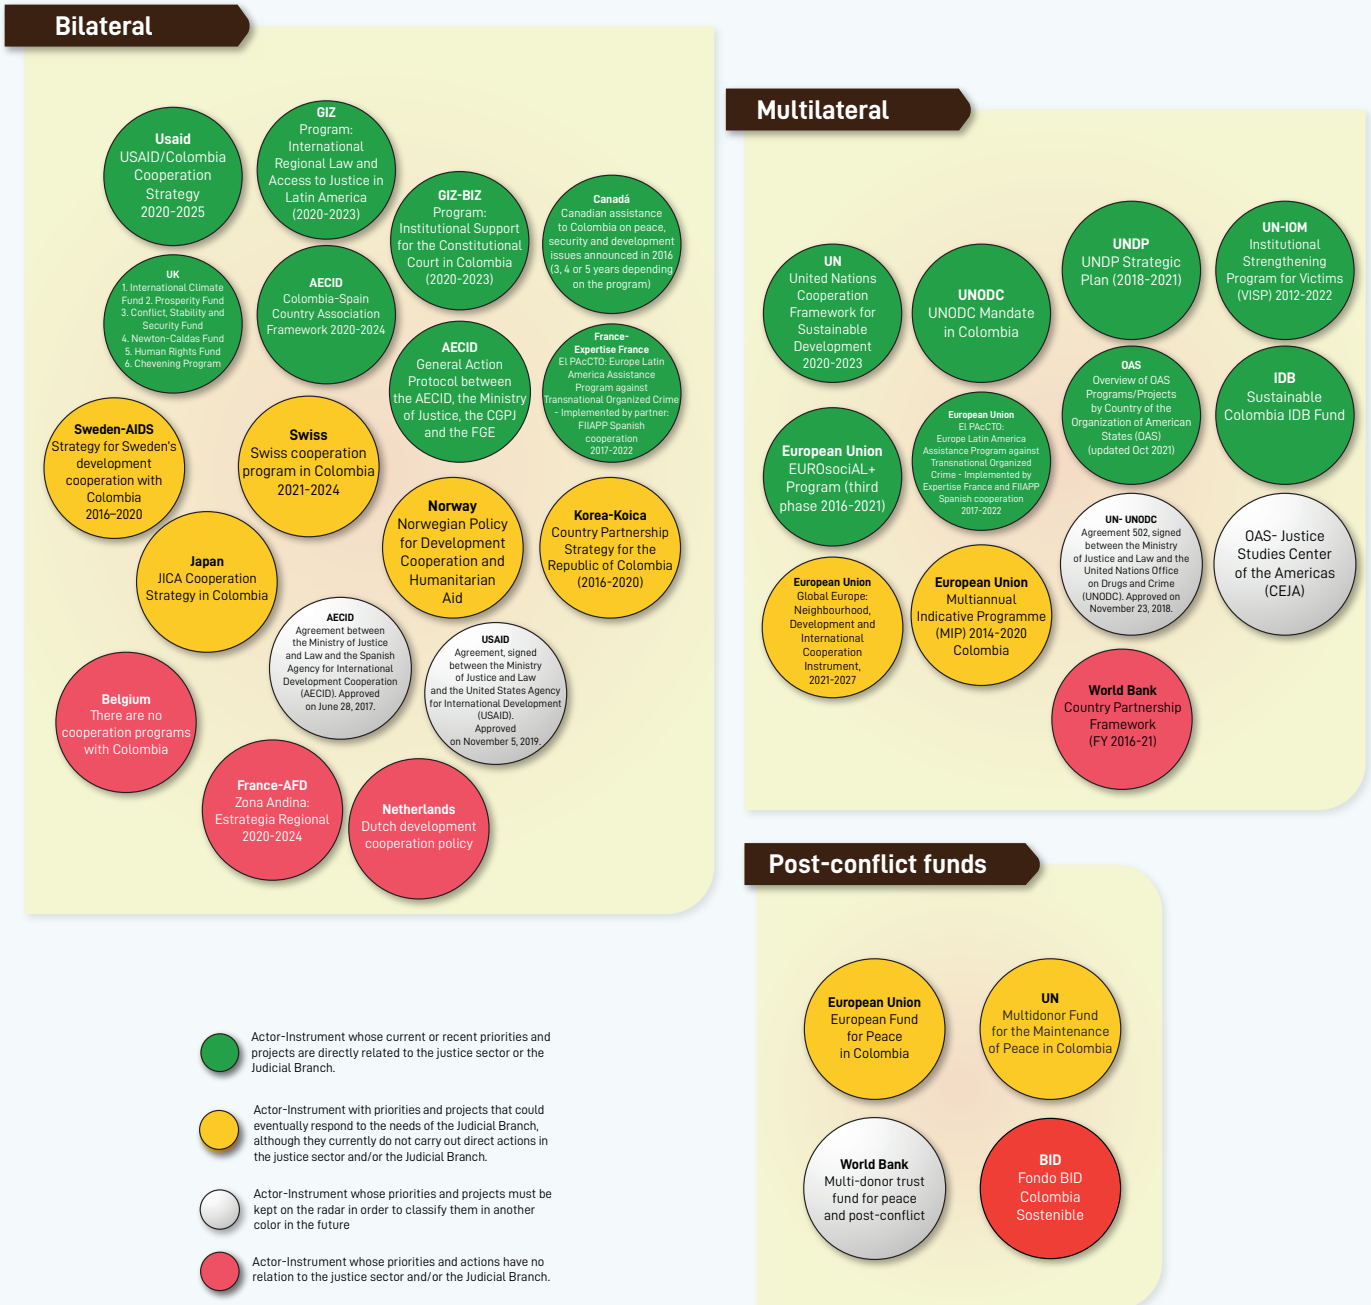 Bilateral
Usaid
USAID/Colombia
Cooperation
Strategy
2020-2025
GIZ
Program:
International
Regional Law and
Access to Justice in
Latin America
(2020-2023)
GIZ-BIZ
Program:
Institutional Support
for the Constitutional
Court in Colombia
(2020-2023)
Canadá
Canadian assistance
to Colombia on peace,
security and development
issues announced in 2016
(3, 4 or 5 years depending
on the program)
UK
1. International Climate
Fund 2. Prosperity Fund
3. Conflict, Stability and
Security Fund
4. Newton-Caldas Fund
5. Human Rights Fund
6. Chevening Program
AECID
Colombia-Spain
Country Association
Framework 2020-2024
AECID
General Action
Protocol between
the AECID, the Ministry
of Justice, the CGPJ
and the FGE
France-
Expertise France
El PAcCTO: Europe Latin
America Assistance
Program against
Transnational Organized Crime
- Implemented by partner:
FIIAPP Spanish
cooperation
2017-2022
Sweden-AIDS
Strategy for Sweden's
development
cooperation with
Colombia
2016–2020
Swiss
Swiss cooperation
program in Colombia
2021-2024
Norway
Norwegian Policy
for Development
Cooperation and
Humanitarian
Aid
Korea-Koica
Country Partnership
Strategy for the
Republic of Colombia
(2016-2020)
Japan
JICA Cooperation
Strategy in Colombia
AECID
Agreement between
the Ministry of Justice
and Law and the Spanish
Agency for International
Development Cooperation
(AECID). Approved
on June 28, 2017.
USAID
Agreement, signed
between the Ministry
of Justice and Law
and the United States Agency
for International Development
(USAID).
Approved
on November 5, 2019.
Belgium
There are no
cooperation programs
with Colombia
France-AFD
Zona Andina:
Estrategia Regional
2020-2024
Netherlands
Dutch development
cooperation policy
Multilateral
UN
United Nations
Cooperation
Framework for
Sustainable
Development
2020-2023
UNODC
UNODC Mandate
in Colombia
UNDP
UNDP Strategic
Plan (2018-2021)
UN-IOM
Institutional
Strengthening
Program for Victims
(VISP) 2012-2022
European Union
EUROsociAL+
Program (third
phase 2016-2021)
European Union
El PAcCTO:
Europe Latin America
Assistance Program against
Transnational Organized
Crime - Implemented by
Expertise France and FIIAPP
Spanish cooperation
2017-2022
OAS
Overview of OAS
Programs/Projects
by Country of the
Organization of American
States (OAS)
(updated Oct 2021)
IDB
Sustainable
Colombia IDB Fund
European Union
Global Europe:
Neighbourhood,
Development and
International
Cooperation
Instrument,
2021-2027
European Union
Multiannual
Indicative Programme
(MIP) 2014-2020
Colombia
UN- UNODC
Agreement 502, signed
between the Ministry
of Justice and Law and the
United Nations Office
on Drugs and Crime
(UNODC). Approved on
November 23, 2018.
OAS- Justice
Studies Center
of the Americas
(CEJA)
World Bank
Country Partnership
Framework
(FY 2016-21)
Post-conflict funds
European Union
European Fund
for Peace
in Colombia
UN
Multidonor Fund
for the Maintenance
of Peace in Colombia
World Bank
Multi-donor trust
fund for peace
and post-conflict
BID
Fondo BID
Colombia
Sostenible
Actor-Instrument whose current or recent priorities and
projects are directly related to the justice sector or the
Judicial Branch.
Actor-Instrument with priorities and projects that could
eventually respond to the needs of the Judicial Branch,
although they currently do not carry out direct actions in
the justice sector and/or the Judicial Branch.
Actor-Instrument whose priorities and projects must be
kept on the radar in order to classify them in another
color in the future
Actor-Instrument whose priorities and actions have no
relation to the justice sector and/or the Judicial Branch.